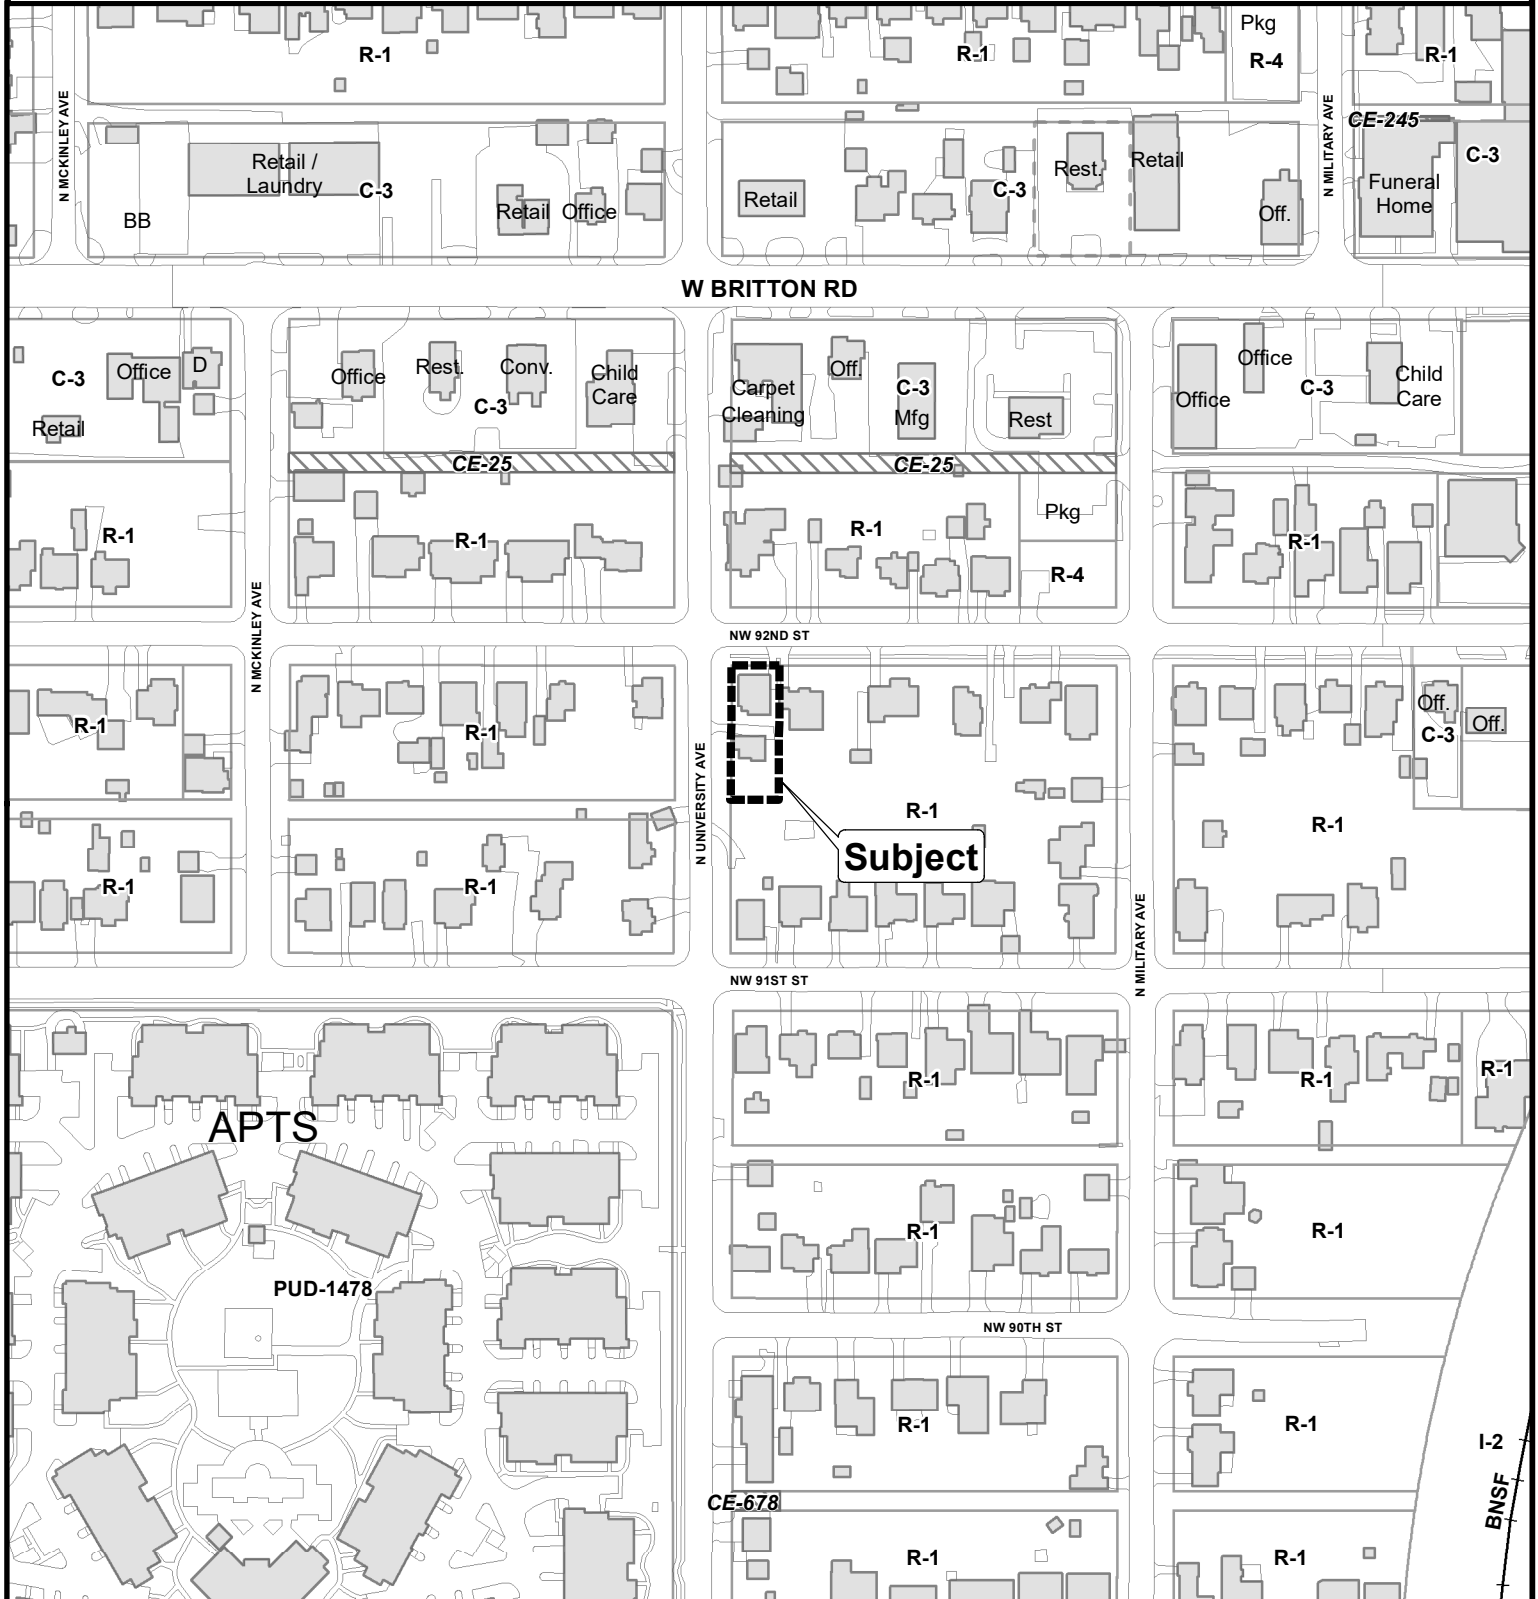 Pkg
R-1
R-1
R-4
R-1
N MCKINLEY AVE
N MILITARY AVE
CE-245
Retail /
Laundry
C-3
BB
Retail
Office
Retail
C-3
Rest.
Retail
Off.
Funeral
Home
C-3
W BRITTON RD
C-3
Office
D
Retail
Office
Rest.
Conv.
C-3
Child
Care
Carpet
Cleaning
Off.
C-3
Mfg
Rest
Office
Office
C-3
Child
Care
CE-25
CE-25
R-1
R-1
R-1
Pkg
R-4
R-1
N MCKINLEY AVE
NW 92ND ST
R-1
R-1
N UNIVERSITY AVE
R-1
Subject
Off.
C-3
Off.
R-1
R-1
R-1
N MILITARY AVE
NW 91ST ST
APTS
PUD-1478
R-1
R-1
R-1
R-1
R-1
NW 90TH ST
R-1
R-1
I-2
BNSF
CE-678
R-1
R-1